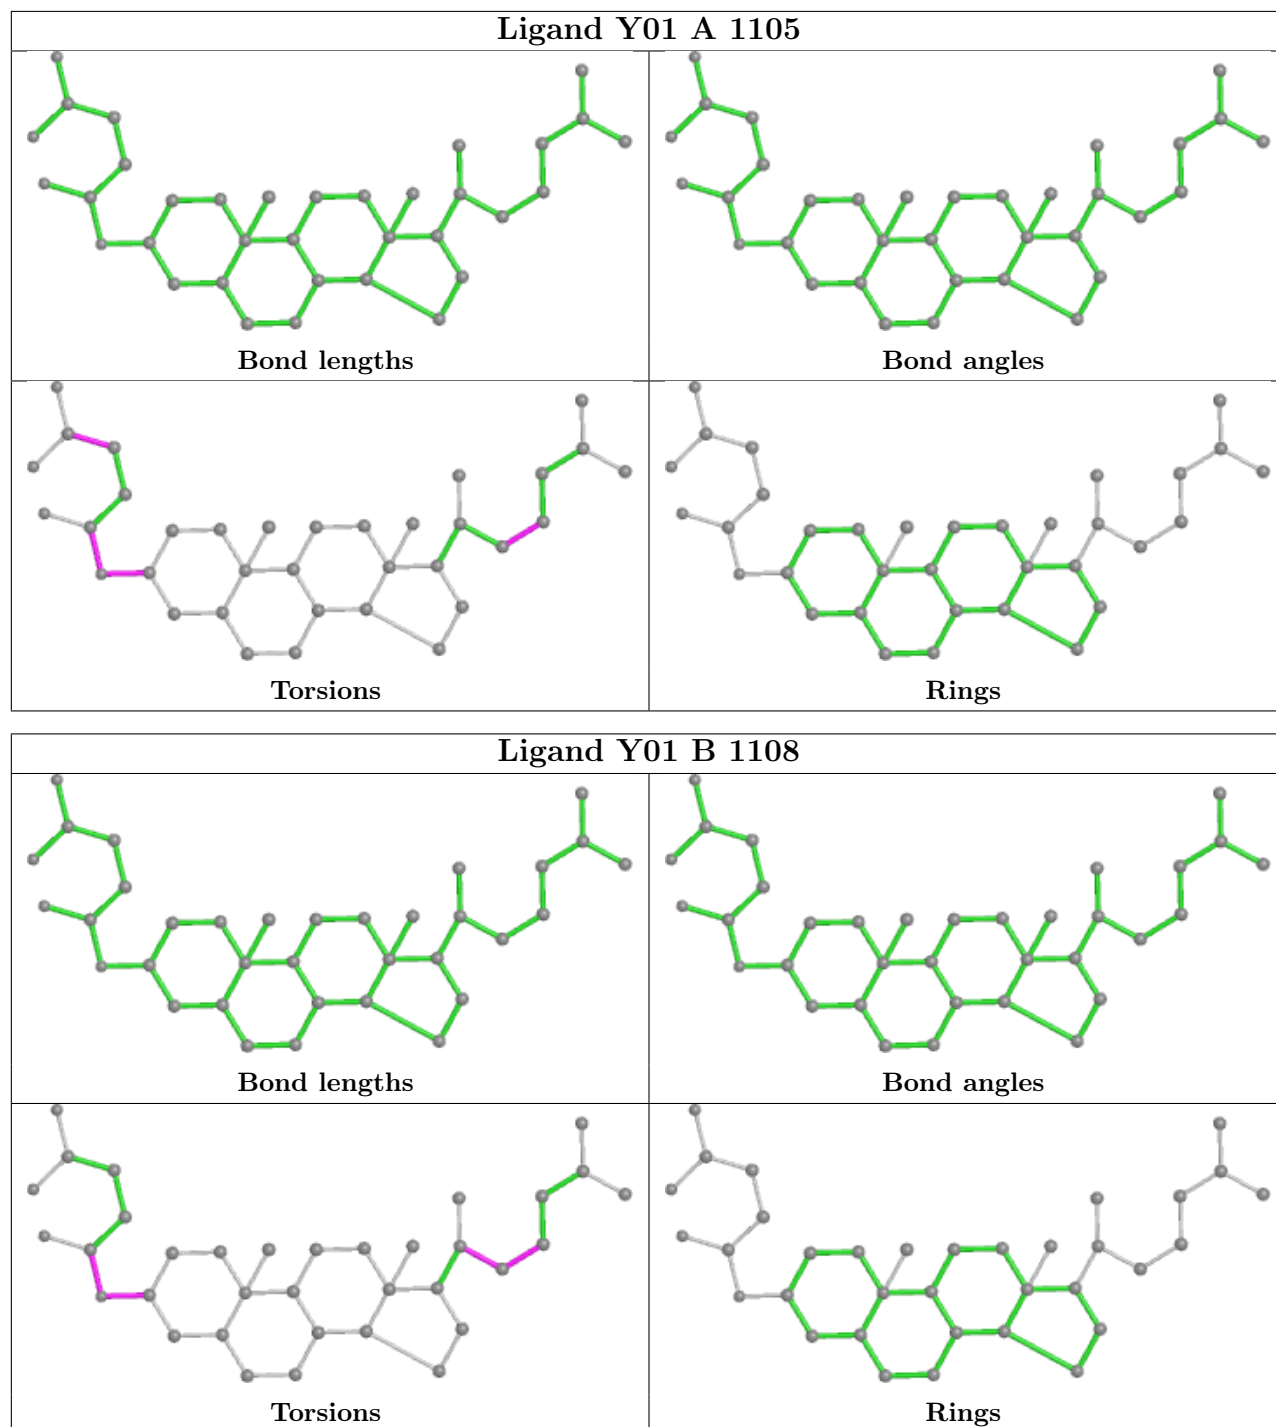 Ligand Y01 A 1105
Bond lengths
Bond angles
Torsions
Rings
Ligand Y01 B 1108
Bond lengths
Bond angles
Torsions
Rings